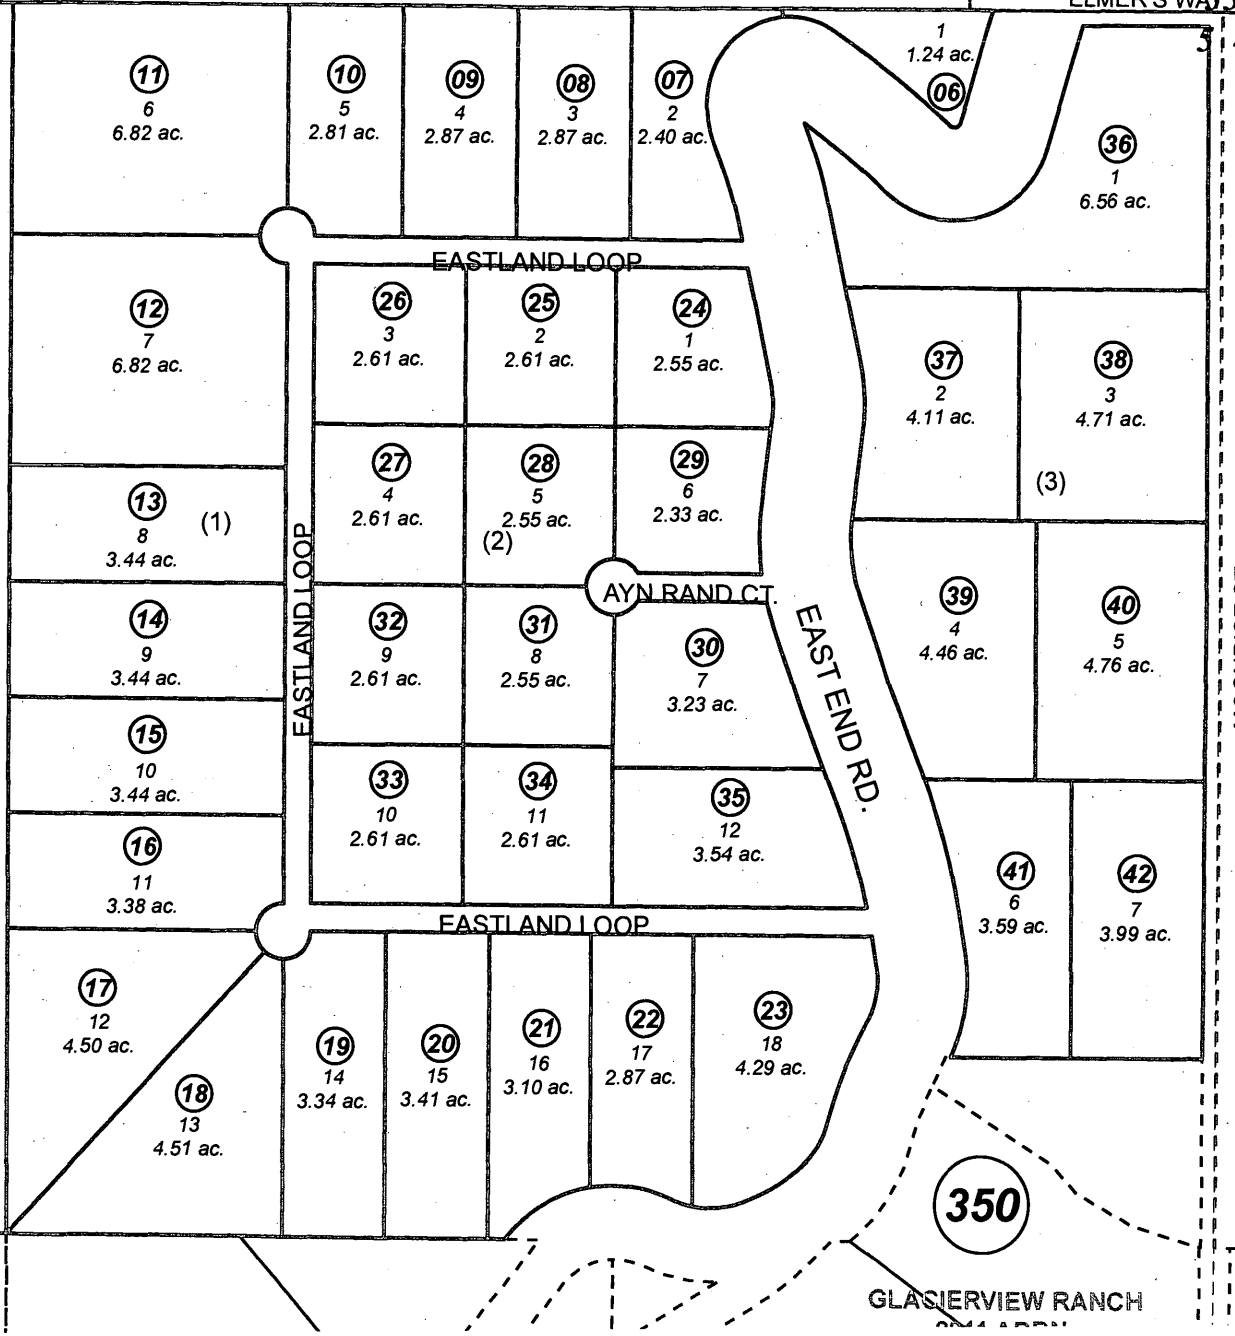 ELMER'S WAY
5
11
6
6.82 ac.
10
5
2.81 ac.
09
4
2.87 ac.
08
3
2.87 ac.
07
2
2.40 ac.
1
1.24 ac.
06
36
1
6.56 ac.
EASTLAND LOOP
12
7
6.82 ac.
26
3
2.61 ac.
25
2
2.61 ac.
24
1
2.55 ac.
37
2
4.11 ac.
38
3
4.71 ac.
(3)
27
4
2.61 ac.
28
5
2.55 ac.
(2)
29
6
2.33 ac.
13
8
3.44 ac.
(1)
EASTLAND LOOP
AYN RAND CT.
EAST END RD.
14
9
3.44 ac.
32
9
2.61 ac.
31
8
2.55 ac.
30
7
3.23 ac.
39
4
4.46 ac.
40
5
4.76 ac.
15
10
3.44 ac.
33
10
2.61 ac.
34
11
2.61 ac.
35
12
3.54 ac.
16
11
3.38 ac.
41
6
3.59 ac.
42
7
3.99 ac.
EASTLAND LOOP
17
12
4.50 ac.
18
13
4.51 ac.
19
14
3.34 ac.
20
15
3.41 ac.
21
16
3.10 ac.
22
17
2.87 ac.
23
18
4.29 ac.
350
GLACIERVIEW RANCH